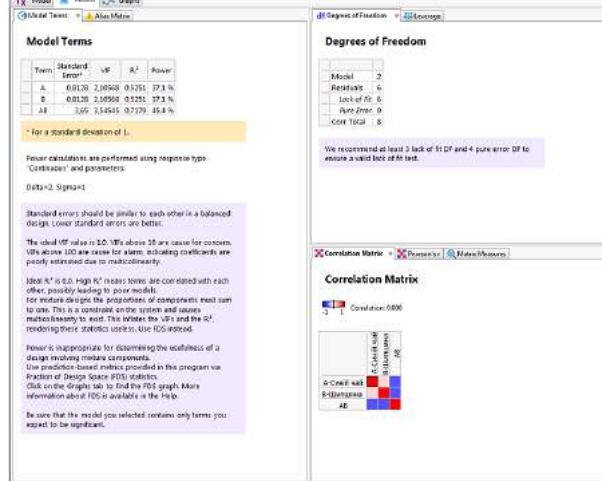 Model
Graphs
Model Terms
Alias Matrix
Model Terms
Term Standard Error* VIF Rᵢ² Power
A 0,8128 2,10568 0,5251 37,1 %
B 0,8128 2,10568 0,5251 37,1 %
AB 3,65 3,54545 0,7179 45,4 %
* For a standard deviation of 1.
Power calculations are performed using response type
"Continuous" and parameters:
Delta=2, Sigma=1
Standard errors should be similar to each other in a balanced
design. Lower standard errors are better.
The ideal VIF value is 1.0. VIFs above 10 are cause for concern.
VIFs above 100 are cause for alarm, indicating coefficients are
poorly estimated due to multicollinearity.
Ideal Rᵢ² is 0.0. High Rᵢ² means terms are correlated with each
other, possibly leading to poor models.
For mixture designs the proportions of components must sum
to one. This is a constraint on the system and causes
multicollinearity to exist. This inflates the VIFs and the Rᵢ²,
rendering these statistics useless. Use FDS instead.
Power is inappropriate for determining the usefulness of a
design involving mixture components.
Use prediction-based metrics provided in this program via
Fraction of Design Space (FDS) statistics.
Click on the Graphs tab to find the FDS graph. More
information about FDS is available in the Help.
Be sure that the model you selected contains only terms you
expect to be significant.
Degrees of Freedom
Leverage
Degrees of Freedom
Model 2
Residuals 6
Lack of Fit 6
Pure Error 0
Corr Total 8
We recommend at least 3 lack of fit DF and 4 pure error DF to
ensure a valid lack of fit test.
Correlation Matrix
Pearson's r
Matrix Measures
Correlation Matrix
-1 1 Correlation: 0.000
AB
AB